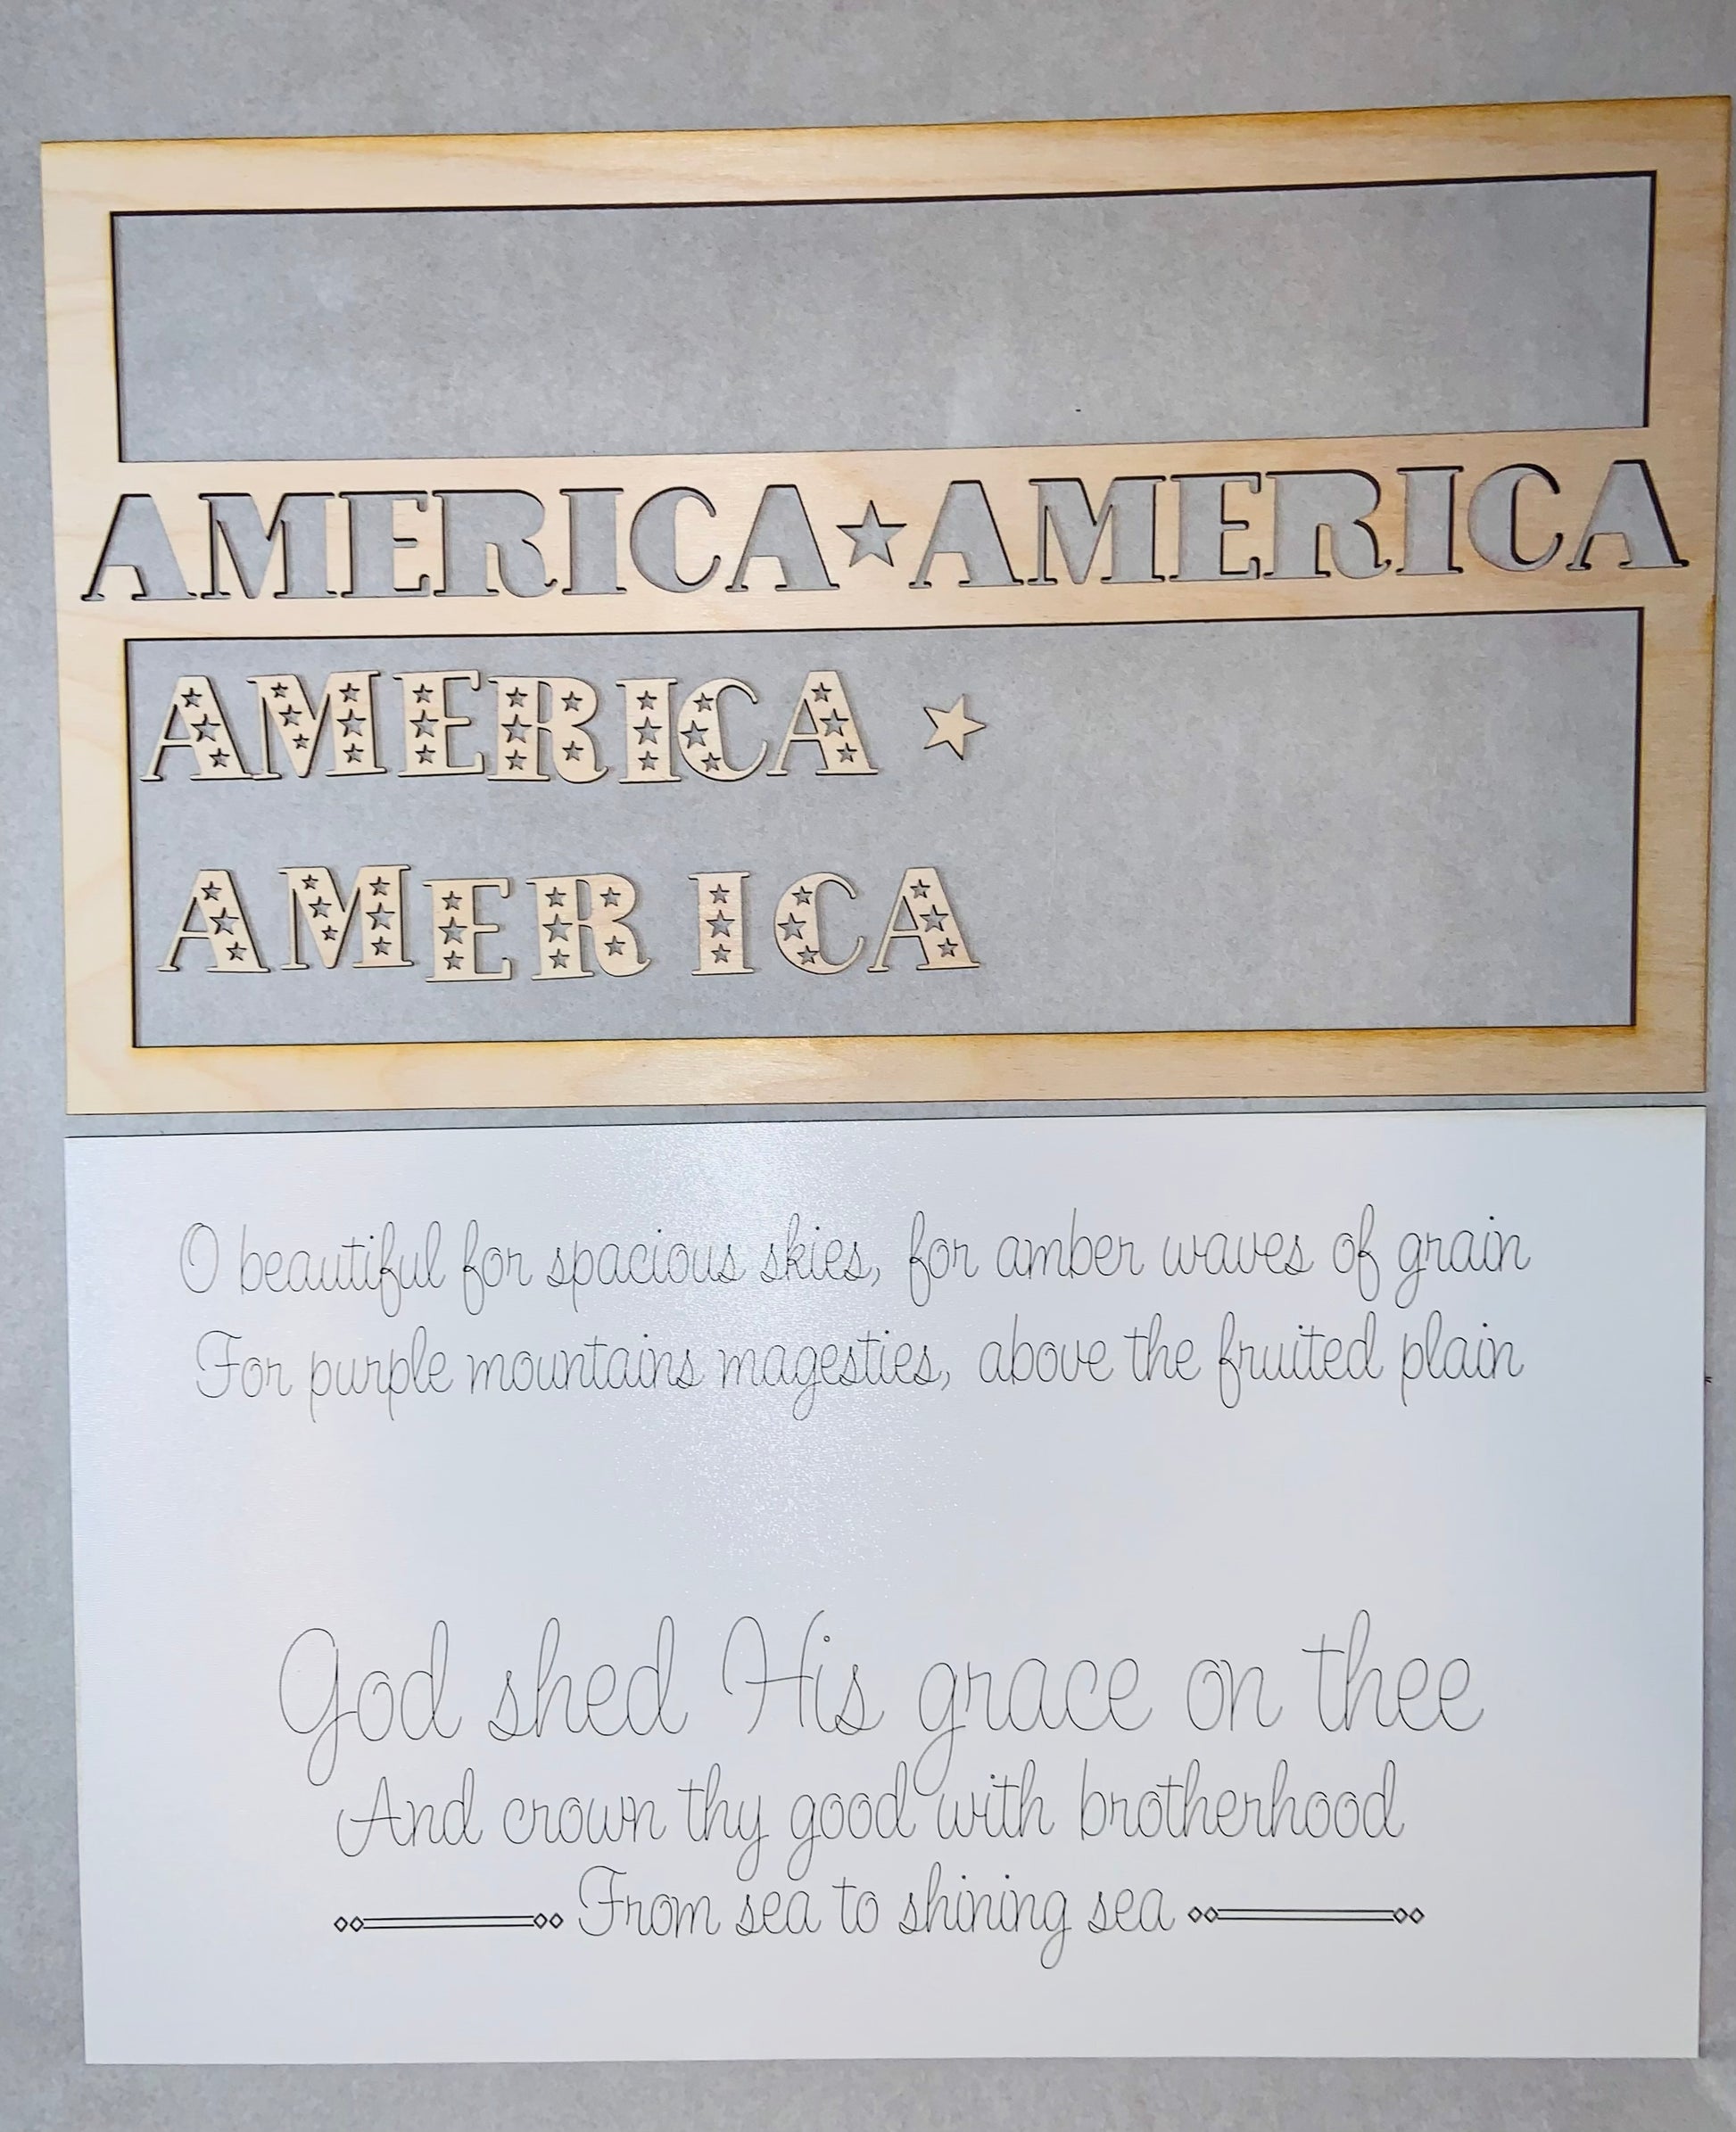 AMERICA★AMERICA
AMERICA ★
AMERICA
O beautiful for spacious skies, for amber waves of grain
For purple mountains magesties, above the fruited plain
God shed His grace on thee
And crown thy good with brotherhood
From sea to shining sea